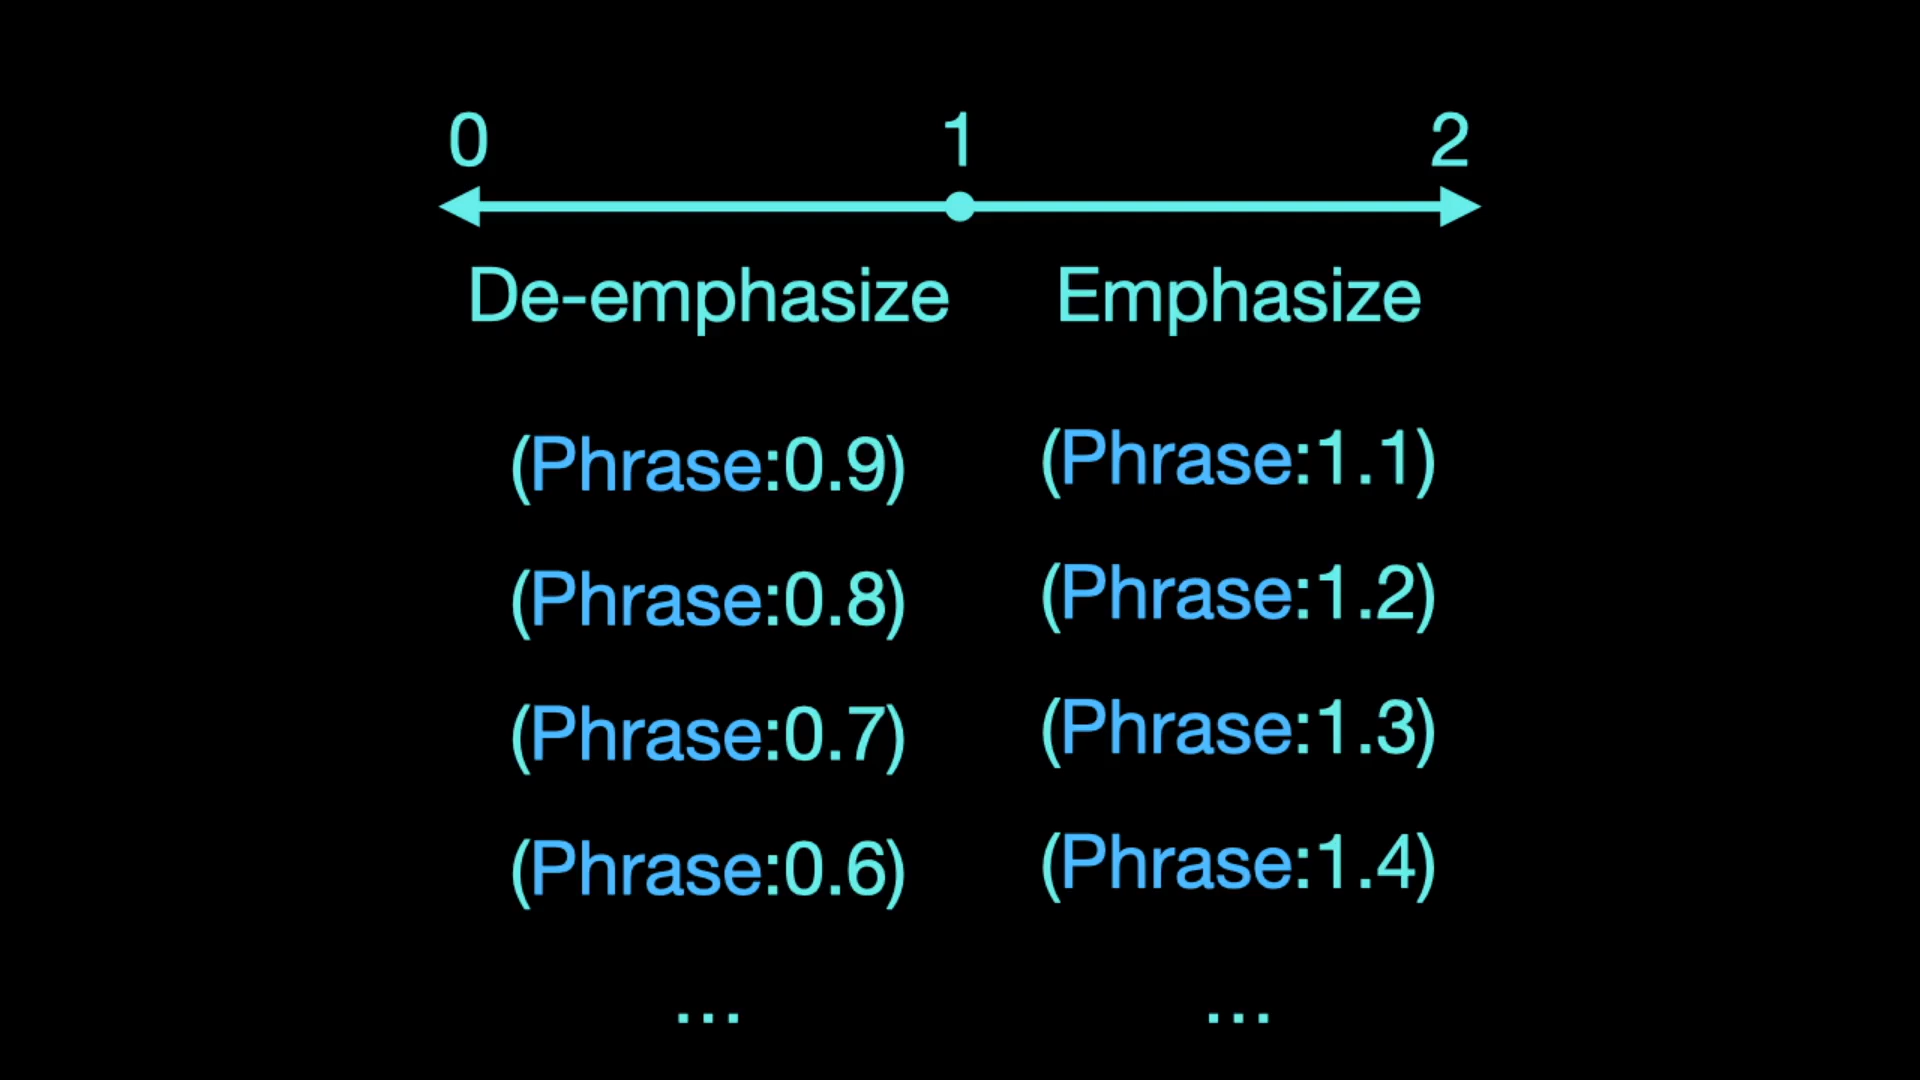 0 1 2
De-emphasize Emphasize
(Phrase:0.9) (Phrase:1.1)
(Phrase:0.8) (Phrase:1.2)
(Phrase:0.7) (Phrase:1.3)
(Phrase:0.6) (Phrase:1.4)
... ...